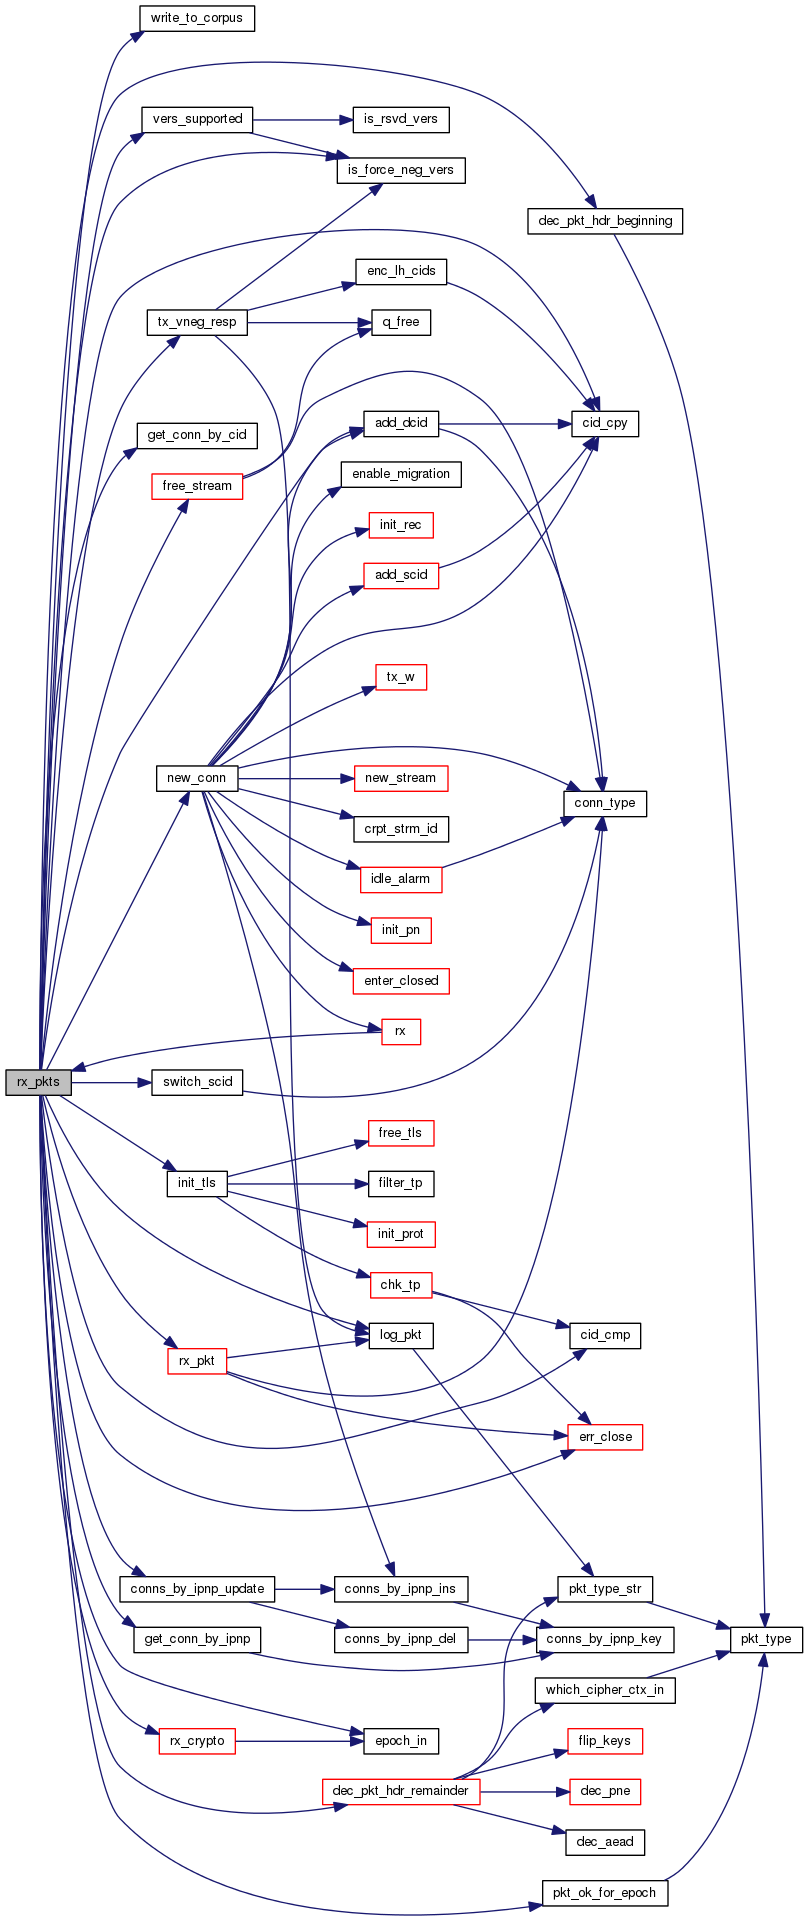 write_to_corpus
vers_supported
is_rsvd_vers
is_force_neg_vers
dec_pkt_hdr_beginning
enc_lh_cids
tx_vneg_resp
q_free
add_dcid
cid_cpy
get_conn_by_cid
enable_migration
free_stream
init_rec
add_scid
tx_w
new_conn
new_stream
conn_type
crpt_strm_id
idle_alarm
init_pn
enter_closed
rx
rx_pkts
switch_scid
free_tls
init_tls
filter_tp
init_prot
chk_tp
log_pkt
cid_cmp
rx_pkt
err_close
conns_by_ipnp_update
conns_by_ipnp_ins
pkt_type_str
get_conn_by_ipnp
conns_by_ipnp_del
conns_by_ipnp_key
pkt_type
which_cipher_ctx_in
rx_crypto
epoch_in
flip_keys
dec_pkt_hdr_remainder
dec_pne
dec_aead
pkt_ok_for_epoch